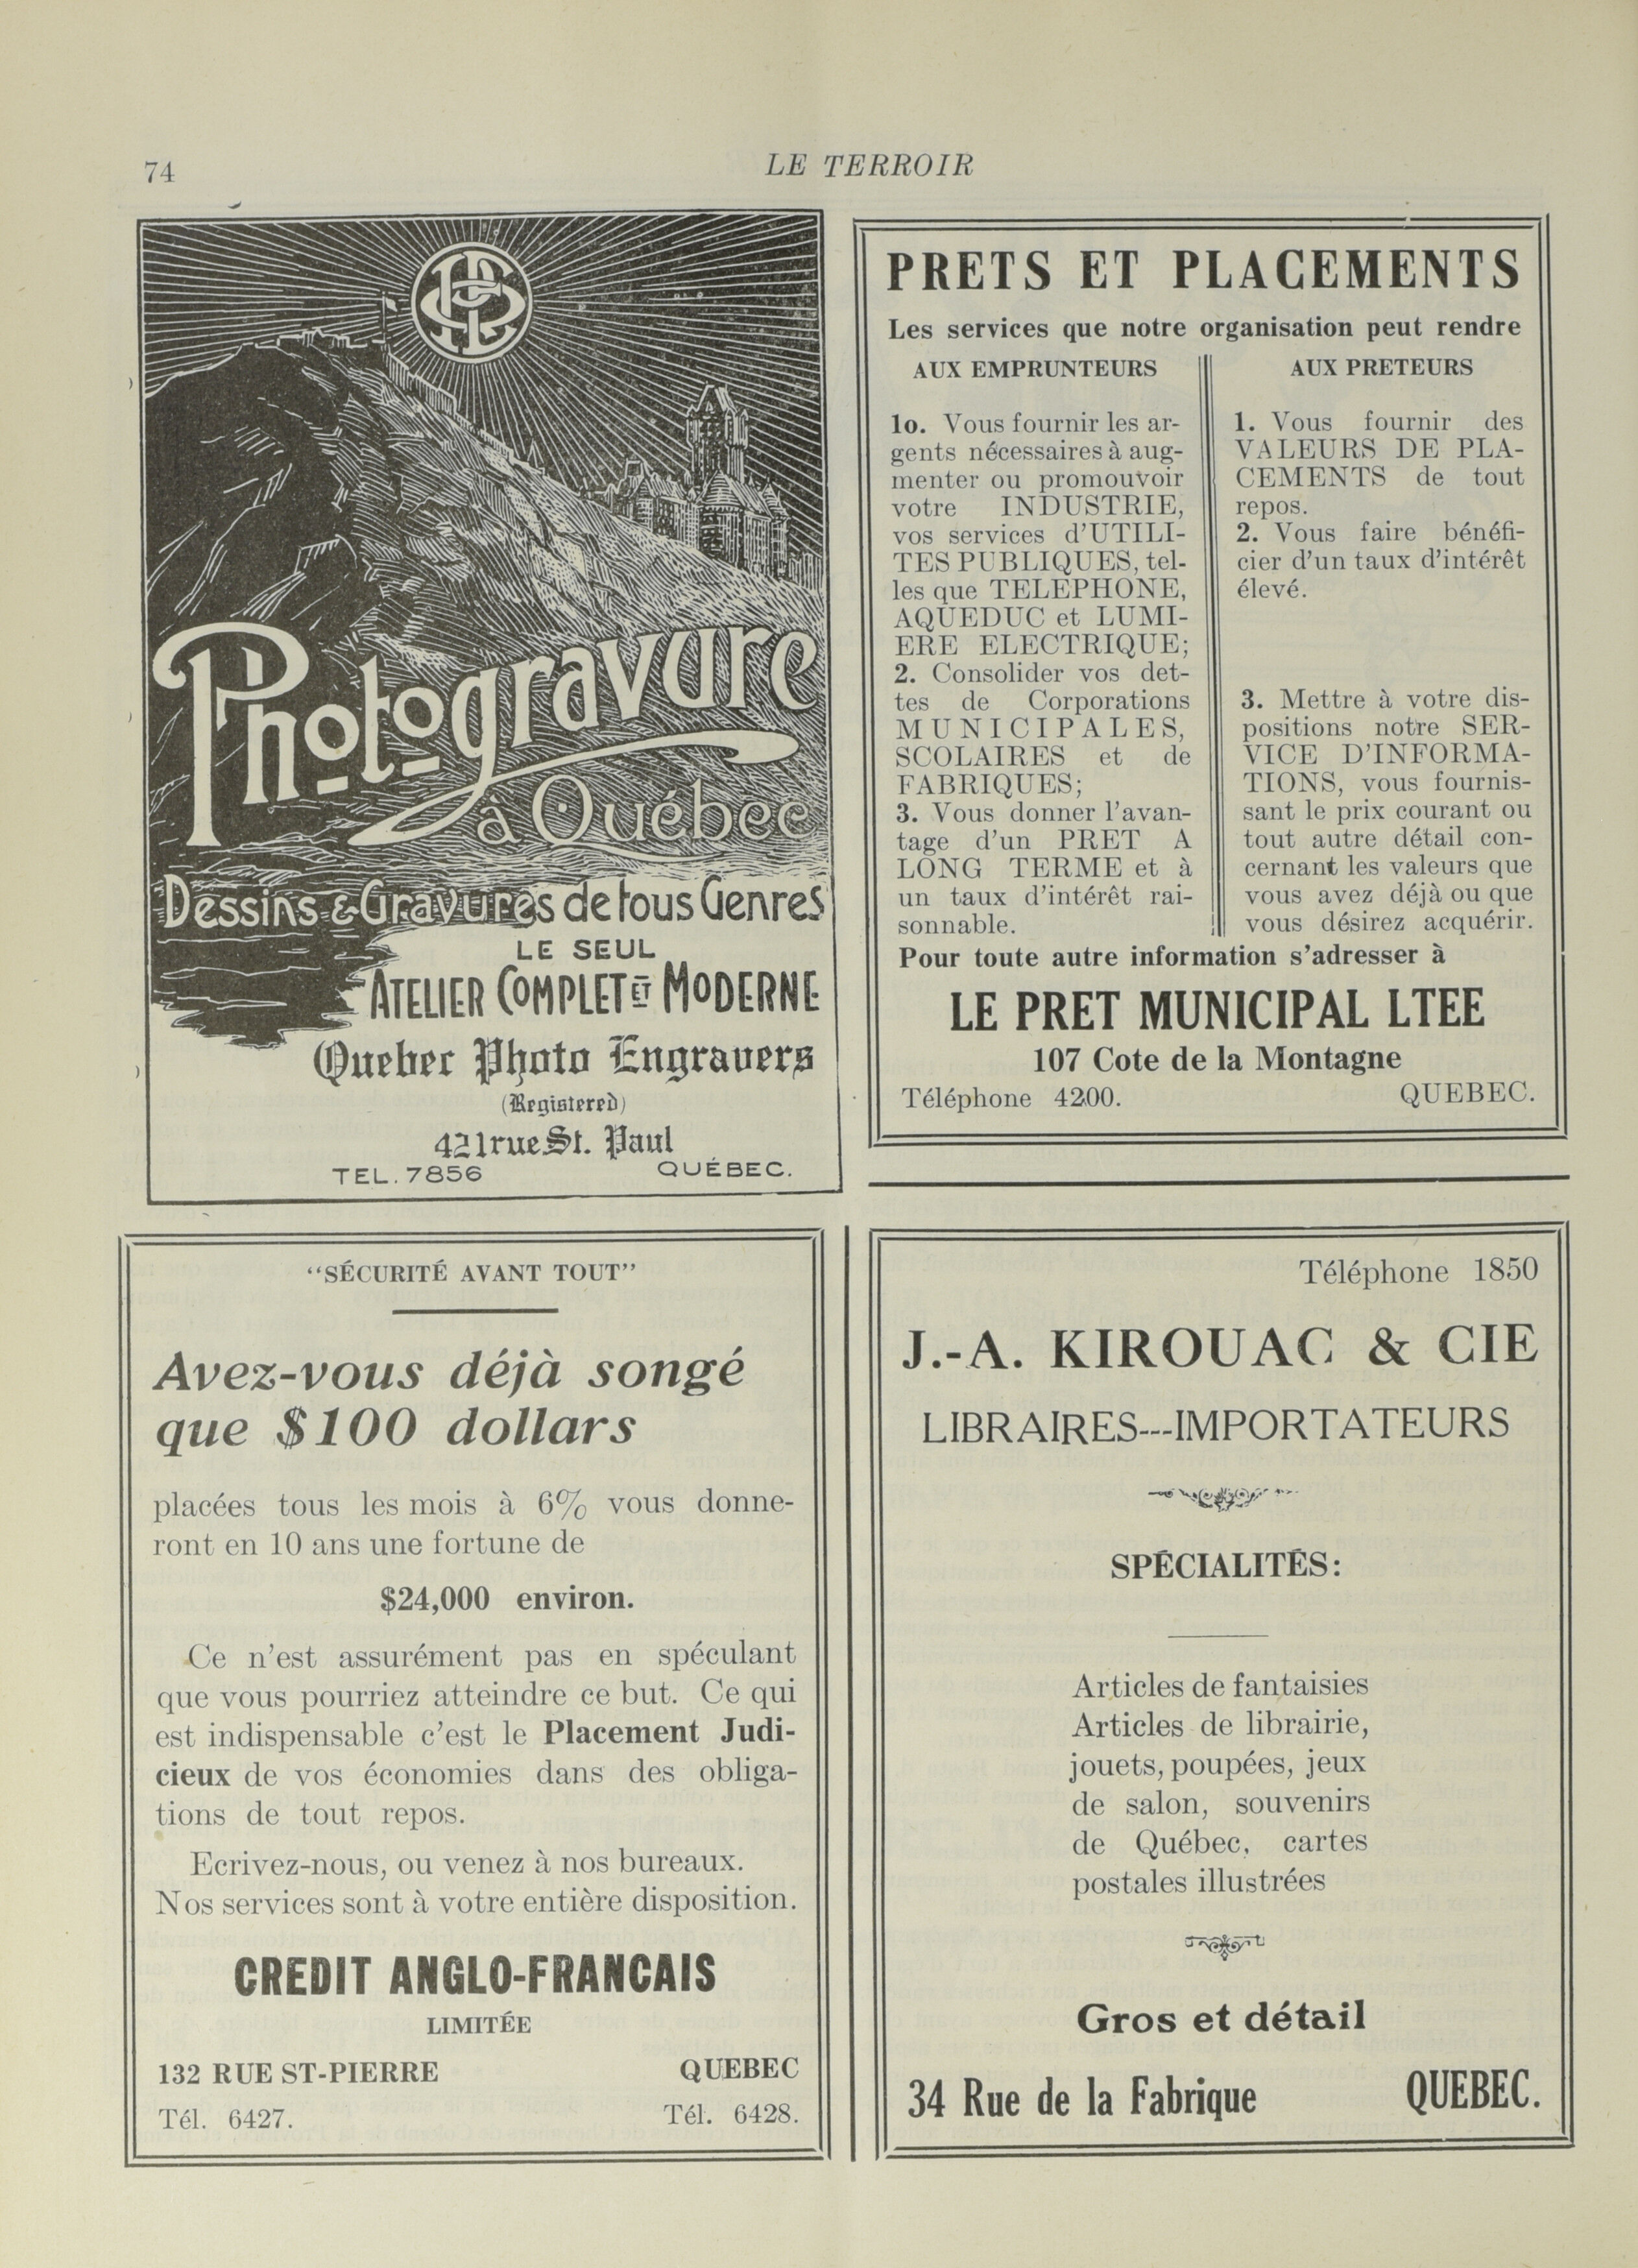 74
LE TERROIR
Photogravure
à Québec
Dessins & Gravures de tous Genres
LE SEUL
ATELIER COMPLET ET MODERNE
Quebec Photo Engravers
(Registered)
421 rue St. Paul
TEL. 7856 QUÉBEC.
PRETS ET PLACEMENTS
Les services que notre organisation peut rendre
AUX EMPRUNTEURS
1o. Vous fournir les ar-
gents nécessaires à aug-
menter ou promouvoir
votre INDUSTRIE,
vos services d'UTILI-
TES PUBLIQUES, tel-
les que TELEPHONE,
AQUEDUC et LUMI-
ERE ELECTRIQUE;
2. Consolider vos det-
tes de Corporations
MUNICIPALES,
SCOLAIRES et de
FABRIQUES;
3. Vous donner l'avan-
tage d'un PRET A
LONG TERME et à
un taux d'intérêt rai-
sonnable.
AUX PRETEURS
1. Vous fournir des
VALEURS DE PLA-
CEMENTS de tout
repos.
2. Vous faire bénéfi-
cier d'un taux d'intérêt
élevé.
3. Mettre à votre dis-
positions notre SER-
VICE D'INFORMA-
TIONS, vous fournis-
sant le prix courant ou
tout autre détail con-
cernant les valeurs que
vous avez déjà ou que
vous désirez acquérir.
Pour toute autre information s'adresser à
LE PRET MUNICIPAL LTEE
107 Cote de la Montagne
Téléphone 4200. QUEBEC.
"SÉCURITÉ AVANT TOUT"
Avez-vous déjà songé
que $100 dollars
placées tous les mois à 6% vous donne-
ront en 10 ans une fortune de
$24,000 environ.
Ce n'est assurément pas en spéculant
que vous pourriez atteindre ce but. Ce qui
est indispensable c'est le Placement Judi-
cieux de vos économies dans des obliga-
tions de tout repos.
Ecrivez-nous, ou venez à nos bureaux.
Nos services sont à votre entière disposition.
CREDIT ANGLO-FRANCAIS
LIMITÉE
132 RUE ST-PIERRE QUEBEC
Tél. 6427. Tél. 6428.
Téléphone 1850
J.-A. KIROUAC & CIE
LIBRAIRES---IMPORTATEURS
SPÉCIALITÉS:
Articles de fantaisies
Articles de librairie,
jouets, poupées, jeux
de salon, souvenirs
de Québec, cartes
postales illustrées
Gros et détail
34 Rue de la Fabrique QUEBEC.